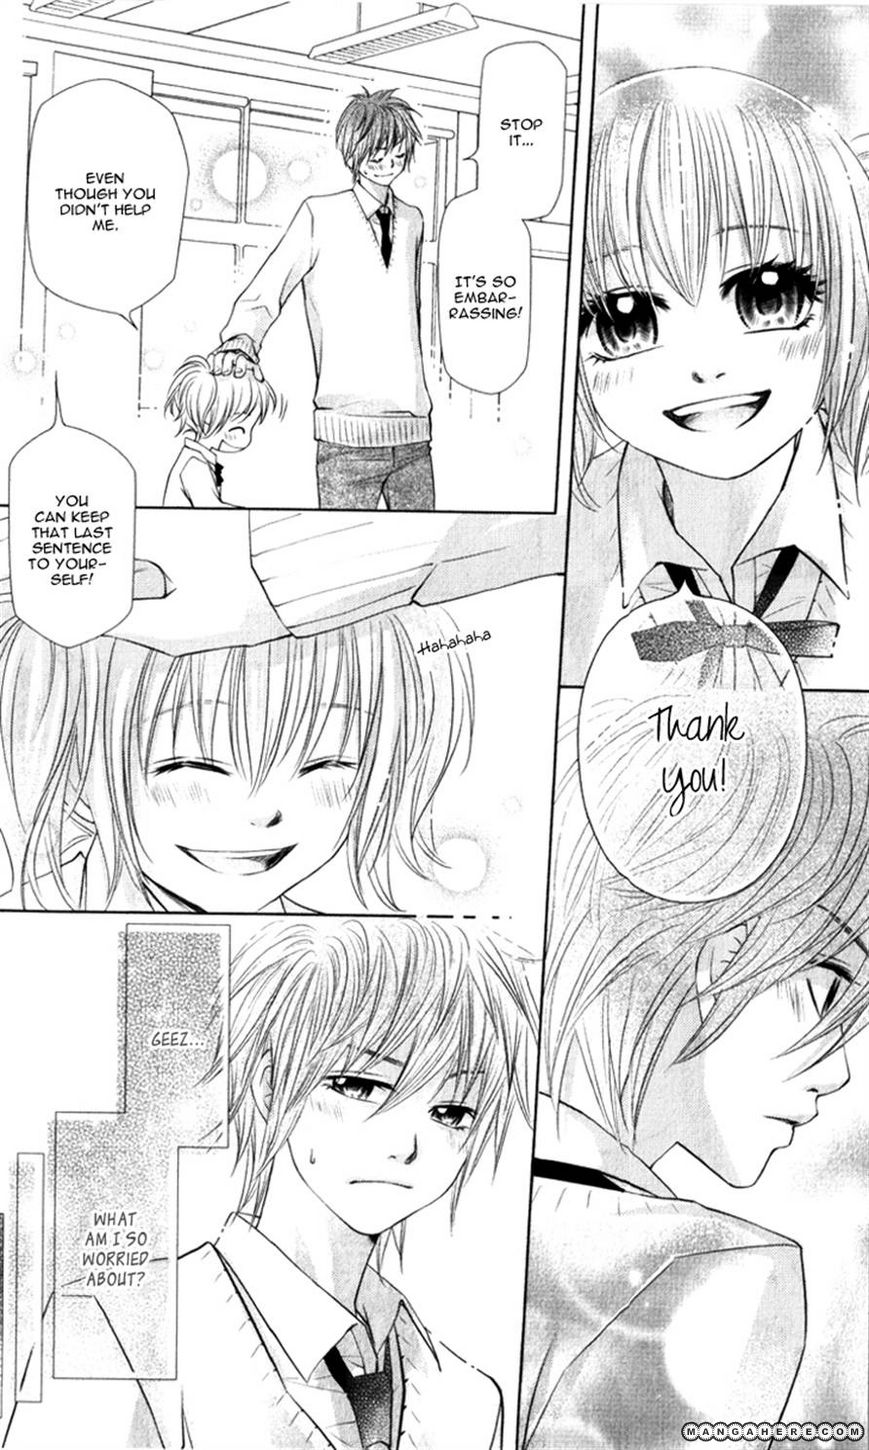 Thank
you!
STOP
IT...
IT'S SO
EMBAR-
RASSING!
EVEN
THOUGH YOU
DIDN'T HELP
ME.
YOU
CAN KEEP
THAT LAST
SENTENCE
TO YOUR-
SELF!
Hahahaha
GEEZ...
WHAT
AM I SO
WORRIED
ABOUT?
MANGAHERE.COM